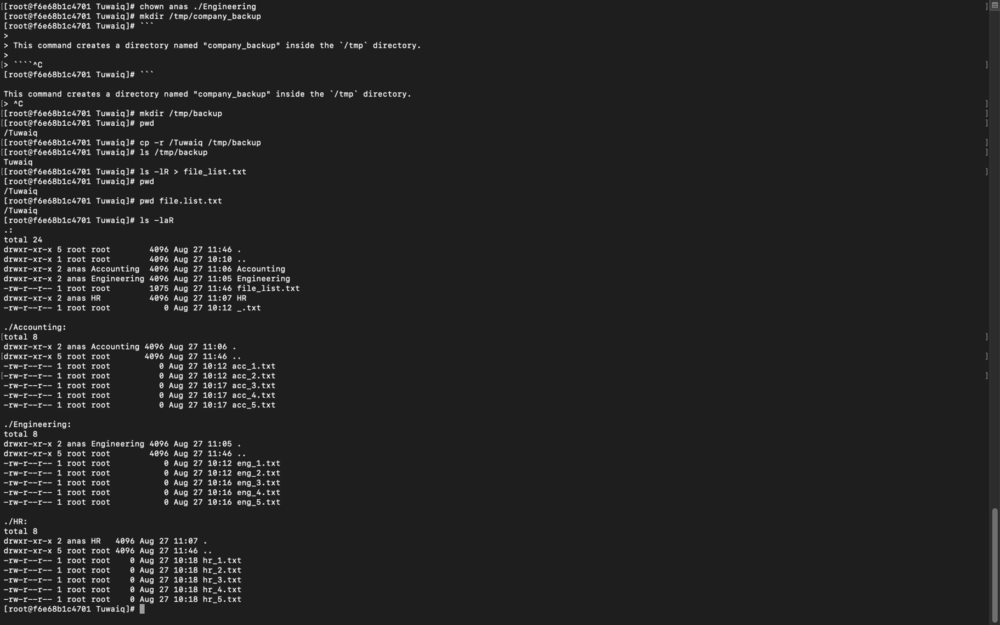 [[root@f6e68b1c4701 Tuwaiq]# chown anas ./Engineering ]
[[root@f6e68b1c4701 Tuwaiq]# mkdir /tmp/company_backup
[root@f6e68b1c4701 Tuwaiq]# ```
>
> This command creates a directory named "company_backup" inside the `/tmp` directory.
>
[> ````^C ]
[root@f6e68b1c4701 Tuwaiq]# ```

This command creates a directory named "company_backup" inside the `/tmp` directory.
[> ^C ]
[[root@f6e68b1c4701 Tuwaiq]# mkdir /tmp/backup ]
[[root@f6e68b1c4701 Tuwaiq]# pwd ]
/Tuwaiq
[[root@f6e68b1c4701 Tuwaiq]# cp -r /Tuwaiq /tmp/backup ]
[[root@f6e68b1c4701 Tuwaiq]# ls /tmp/backup ]
Tuwaiq
[[root@f6e68b1c4701 Tuwaiq]# ls -lR > file_list.txt ]
[root@f6e68b1c4701 Tuwaiq]# pwd
/Tuwaiq
[root@f6e68b1c4701 Tuwaiq]# pwd file.list.txt
/Tuwaiq
[root@f6e68b1c4701 Tuwaiq]# ls -laR
.:
total 24
drwxr-xr-x 5 root root        4096 Aug 27 11:46 .
drwxr-xr-x 1 root root        4096 Aug 27 10:10 ..
drwxr-xr-x 2 anas Accounting  4096 Aug 27 11:06 Accounting
drwxr-xr-x 2 anas Engineering 4096 Aug 27 11:05 Engineering
-rw-r--r-- 1 root root        1075 Aug 27 11:46 file_list.txt
drwxr-xr-x 2 anas HR          4096 Aug 27 11:07 HR
-rw-r--r-- 1 root root           0 Aug 27 10:12 _.txt

./Accounting:
[total 8 ]
drwxr-xr-x 2 anas Accounting 4096 Aug 27 11:06 .
[drwxr-xr-x 5 root root       4096 Aug 27 11:46 .. ]
-rw-r--r-- 1 root root          0 Aug 27 10:12 acc_1.txt
[-rw-r--r-- 1 root root          0 Aug 27 10:12 acc_2.txt ]
-rw-r--r-- 1 root root          0 Aug 27 10:17 acc_3.txt
-rw-r--r-- 1 root root          0 Aug 27 10:17 acc_4.txt
-rw-r--r-- 1 root root          0 Aug 27 10:17 acc_5.txt

./Engineering:
total 8
drwxr-xr-x 2 anas Engineering 4096 Aug 27 11:05 .
drwxr-xr-x 5 root root        4096 Aug 27 11:46 ..
-rw-r--r-- 1 root root           0 Aug 27 10:12 eng_1.txt
-rw-r--r-- 1 root root           0 Aug 27 10:12 eng_2.txt
-rw-r--r-- 1 root root           0 Aug 27 10:16 eng_3.txt
-rw-r--r-- 1 root root           0 Aug 27 10:16 eng_4.txt
-rw-r--r-- 1 root root           0 Aug 27 10:16 eng_5.txt

./HR:
total 8
drwxr-xr-x 2 anas HR   4096 Aug 27 11:07 .
drwxr-xr-x 5 root root 4096 Aug 27 11:46 ..
-rw-r--r-- 1 root root    0 Aug 27 10:18 hr_1.txt
-rw-r--r-- 1 root root    0 Aug 27 10:18 hr_2.txt
-rw-r--r-- 1 root root    0 Aug 27 10:18 hr_3.txt
-rw-r--r-- 1 root root    0 Aug 27 10:18 hr_4.txt
-rw-r--r-- 1 root root    0 Aug 27 10:18 hr_5.txt
[root@f6e68b1c4701 Tuwaiq]#